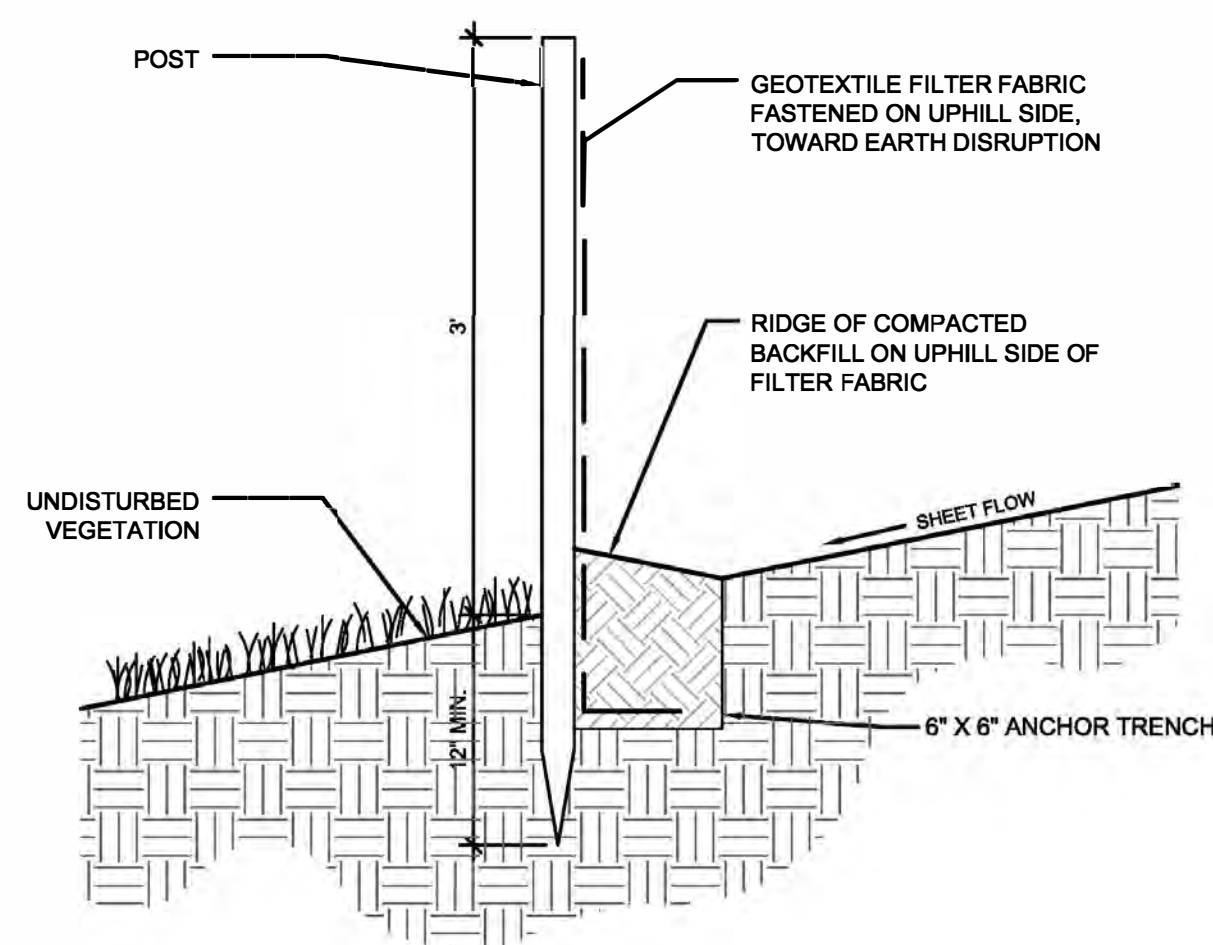 POST
GEOTEXTILE FILTER FABRIC
FASTENED ON UPHILL SIDE,
TOWARD EARTH DISRUPTION
3'
RIDGE OF COMPACTED
BACKFILL ON UPHILL SIDE OF
FILTER FABRIC
UNDISTURBED
VEGETATION
SHEET FLOW
12" MIN.
6" X 6" ANCHOR TRENCH